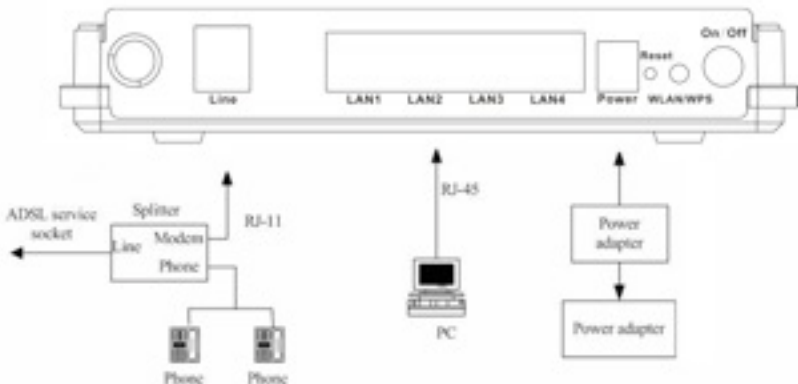 On/Off
Reset
Line
LAN1 LAN2 LAN3 LAN4
Power
WLAN/WPS
RJ-45
ADSL service
socket
Splitter
RJ-11
Line
Modem
Phone
Power
adapter
PC
Power adapter
Phone
Phone